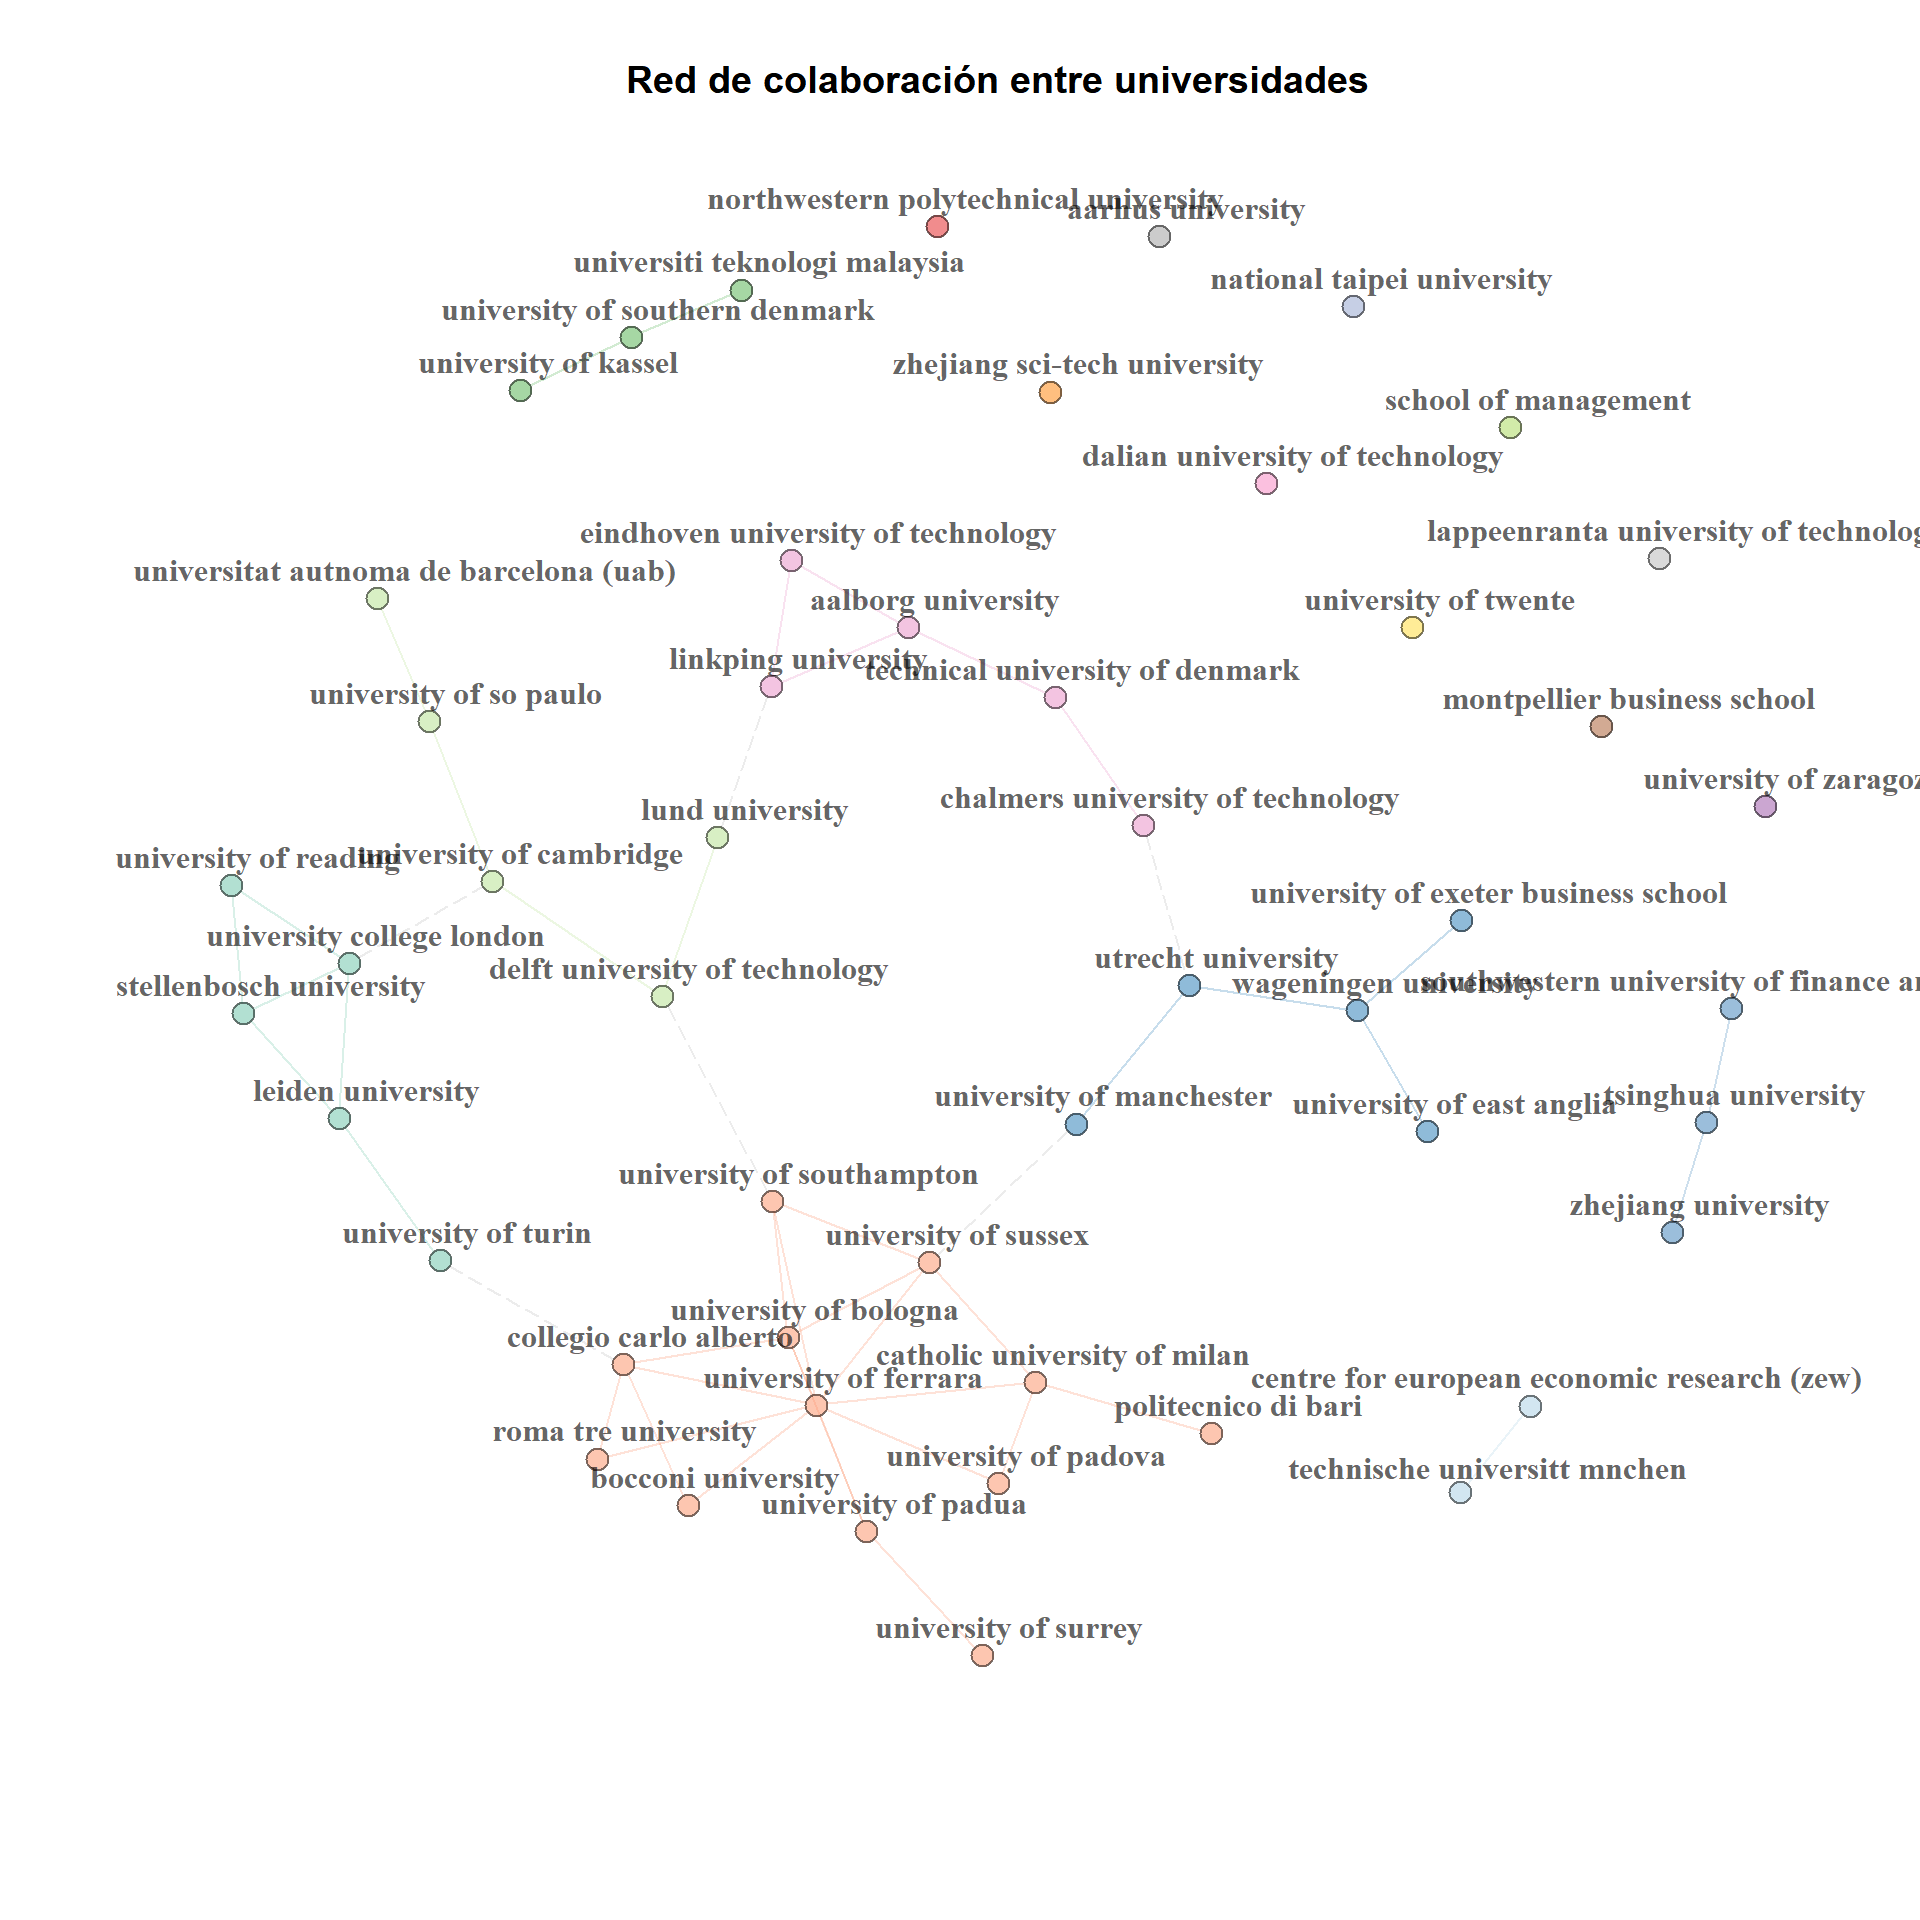 Red de colaboración entre universidades
northwestern polytechnical university
aarhus university
universiti teknologi malaysia
national taipei university
university of southern denmark
university of kassel
zhejiang sci-tech university
school of management
dalian university of technology
eindhoven university of technology
lappeenranta university of technolog
universitat autnoma de barcelona (uab)
aalborg university
university of twente
linkping university
technical university of denmark
university of so paulo
montpellier business school
university of zaragoz
chalmers university of technology
lund university
university of reading
university of cambridge
university of exeter business school
university college london
utrecht university
delft university of technology
stellenbosch university
wageningen university
southwestern university of finance an
leiden university
university of manchester
university of east anglia
tsinghua university
university of southampton
zhejiang university
university of turin
university of sussex
university of bologna
collegio carlo alberto
catholic university of milan
university of ferrara
centre for european economic research (zew)
politecnico di bari
roma tre university
university of padova
technische universitt mnchen
bocconi university
university of padua
university of surrey